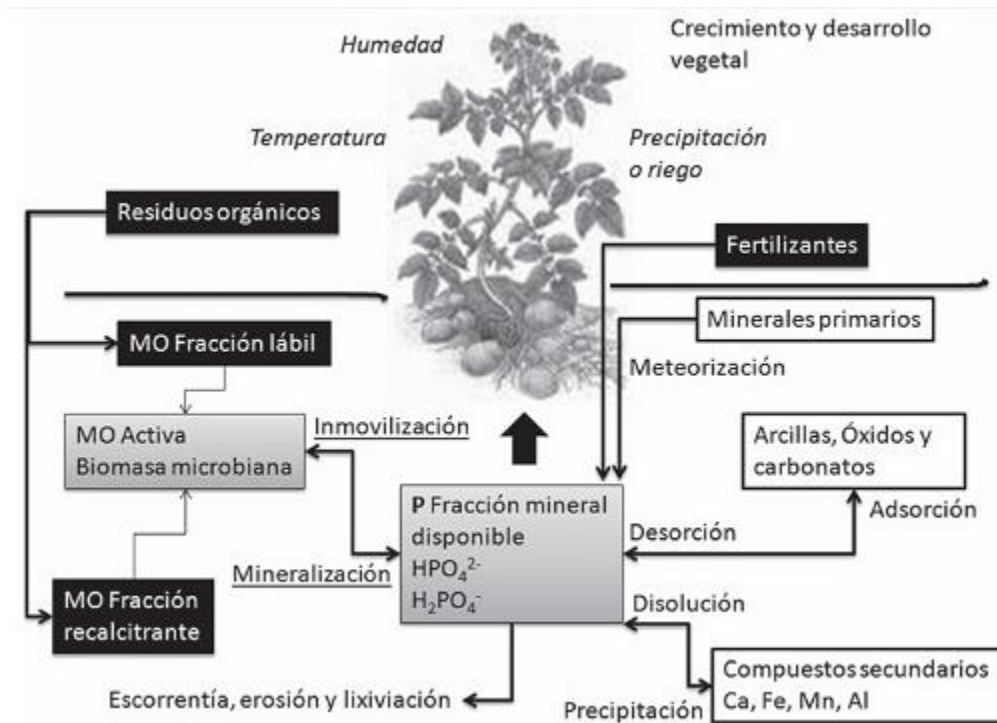 Humedad
Crecimiento y desarrollo
vegetal
Temperatura
Precipitación
o riego
Residuos orgánicos
Fertilizantes
MO Fracción lábil
Minerales primarios
Meteorización
MO Activa
Biomasa microbiana
Inmovilización
Arcillas, Óxidos y
carbonatos
P Fracción mineral
disponible
HPO₄²⁻
H₂PO₄⁻
Desorción
Adsorción
Mineralización
MO Fracción
recalcitrante
Disolución
Escorrentía, erosión y lixiviación
Precipitación
Compuestos secundarios
Ca, Fe, Mn, Al